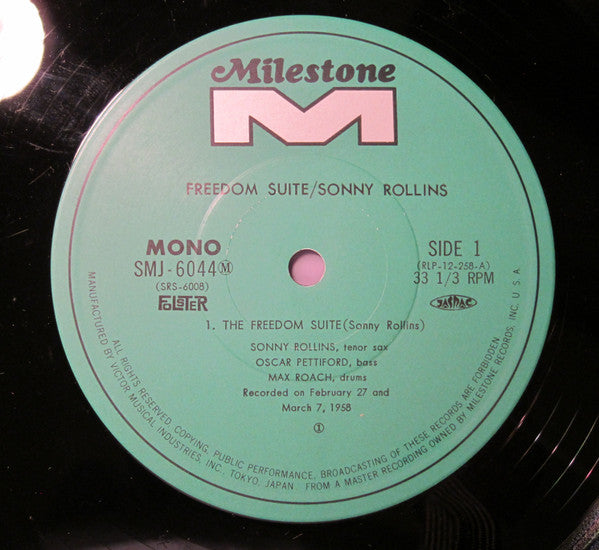 Milestone
M
FREEDOM SUITE/SONNY ROLLINS
MONO
SMJ-6044Ⓜ
(SRS-6008)
FOLSTER
SIDE 1
(RLP-12-258-A)
33 1/3 RPM
JASRAC
1. THE FREEDOM SUITE(Sonny Rollins)
SONNY ROLLINS, tenor sax
OSCAR PETTIFORD, bass
MAX ROACH, drums
Recorded on February 27 and
March 7, 1958
①
ALL RIGHTS RESERVED. COPYING, PUBLIC PERFORMANCE, BROADCASTING OF THESE RECORDS ARE FORBIDDEN
MANUFACTURED BY VICTOR MUSICAL INDUSTRIES, INC. TOKYO, JAPAN FROM A MASTER RECORDING OWNED BY MILESTONE RECORDS, INC. U.S.A.